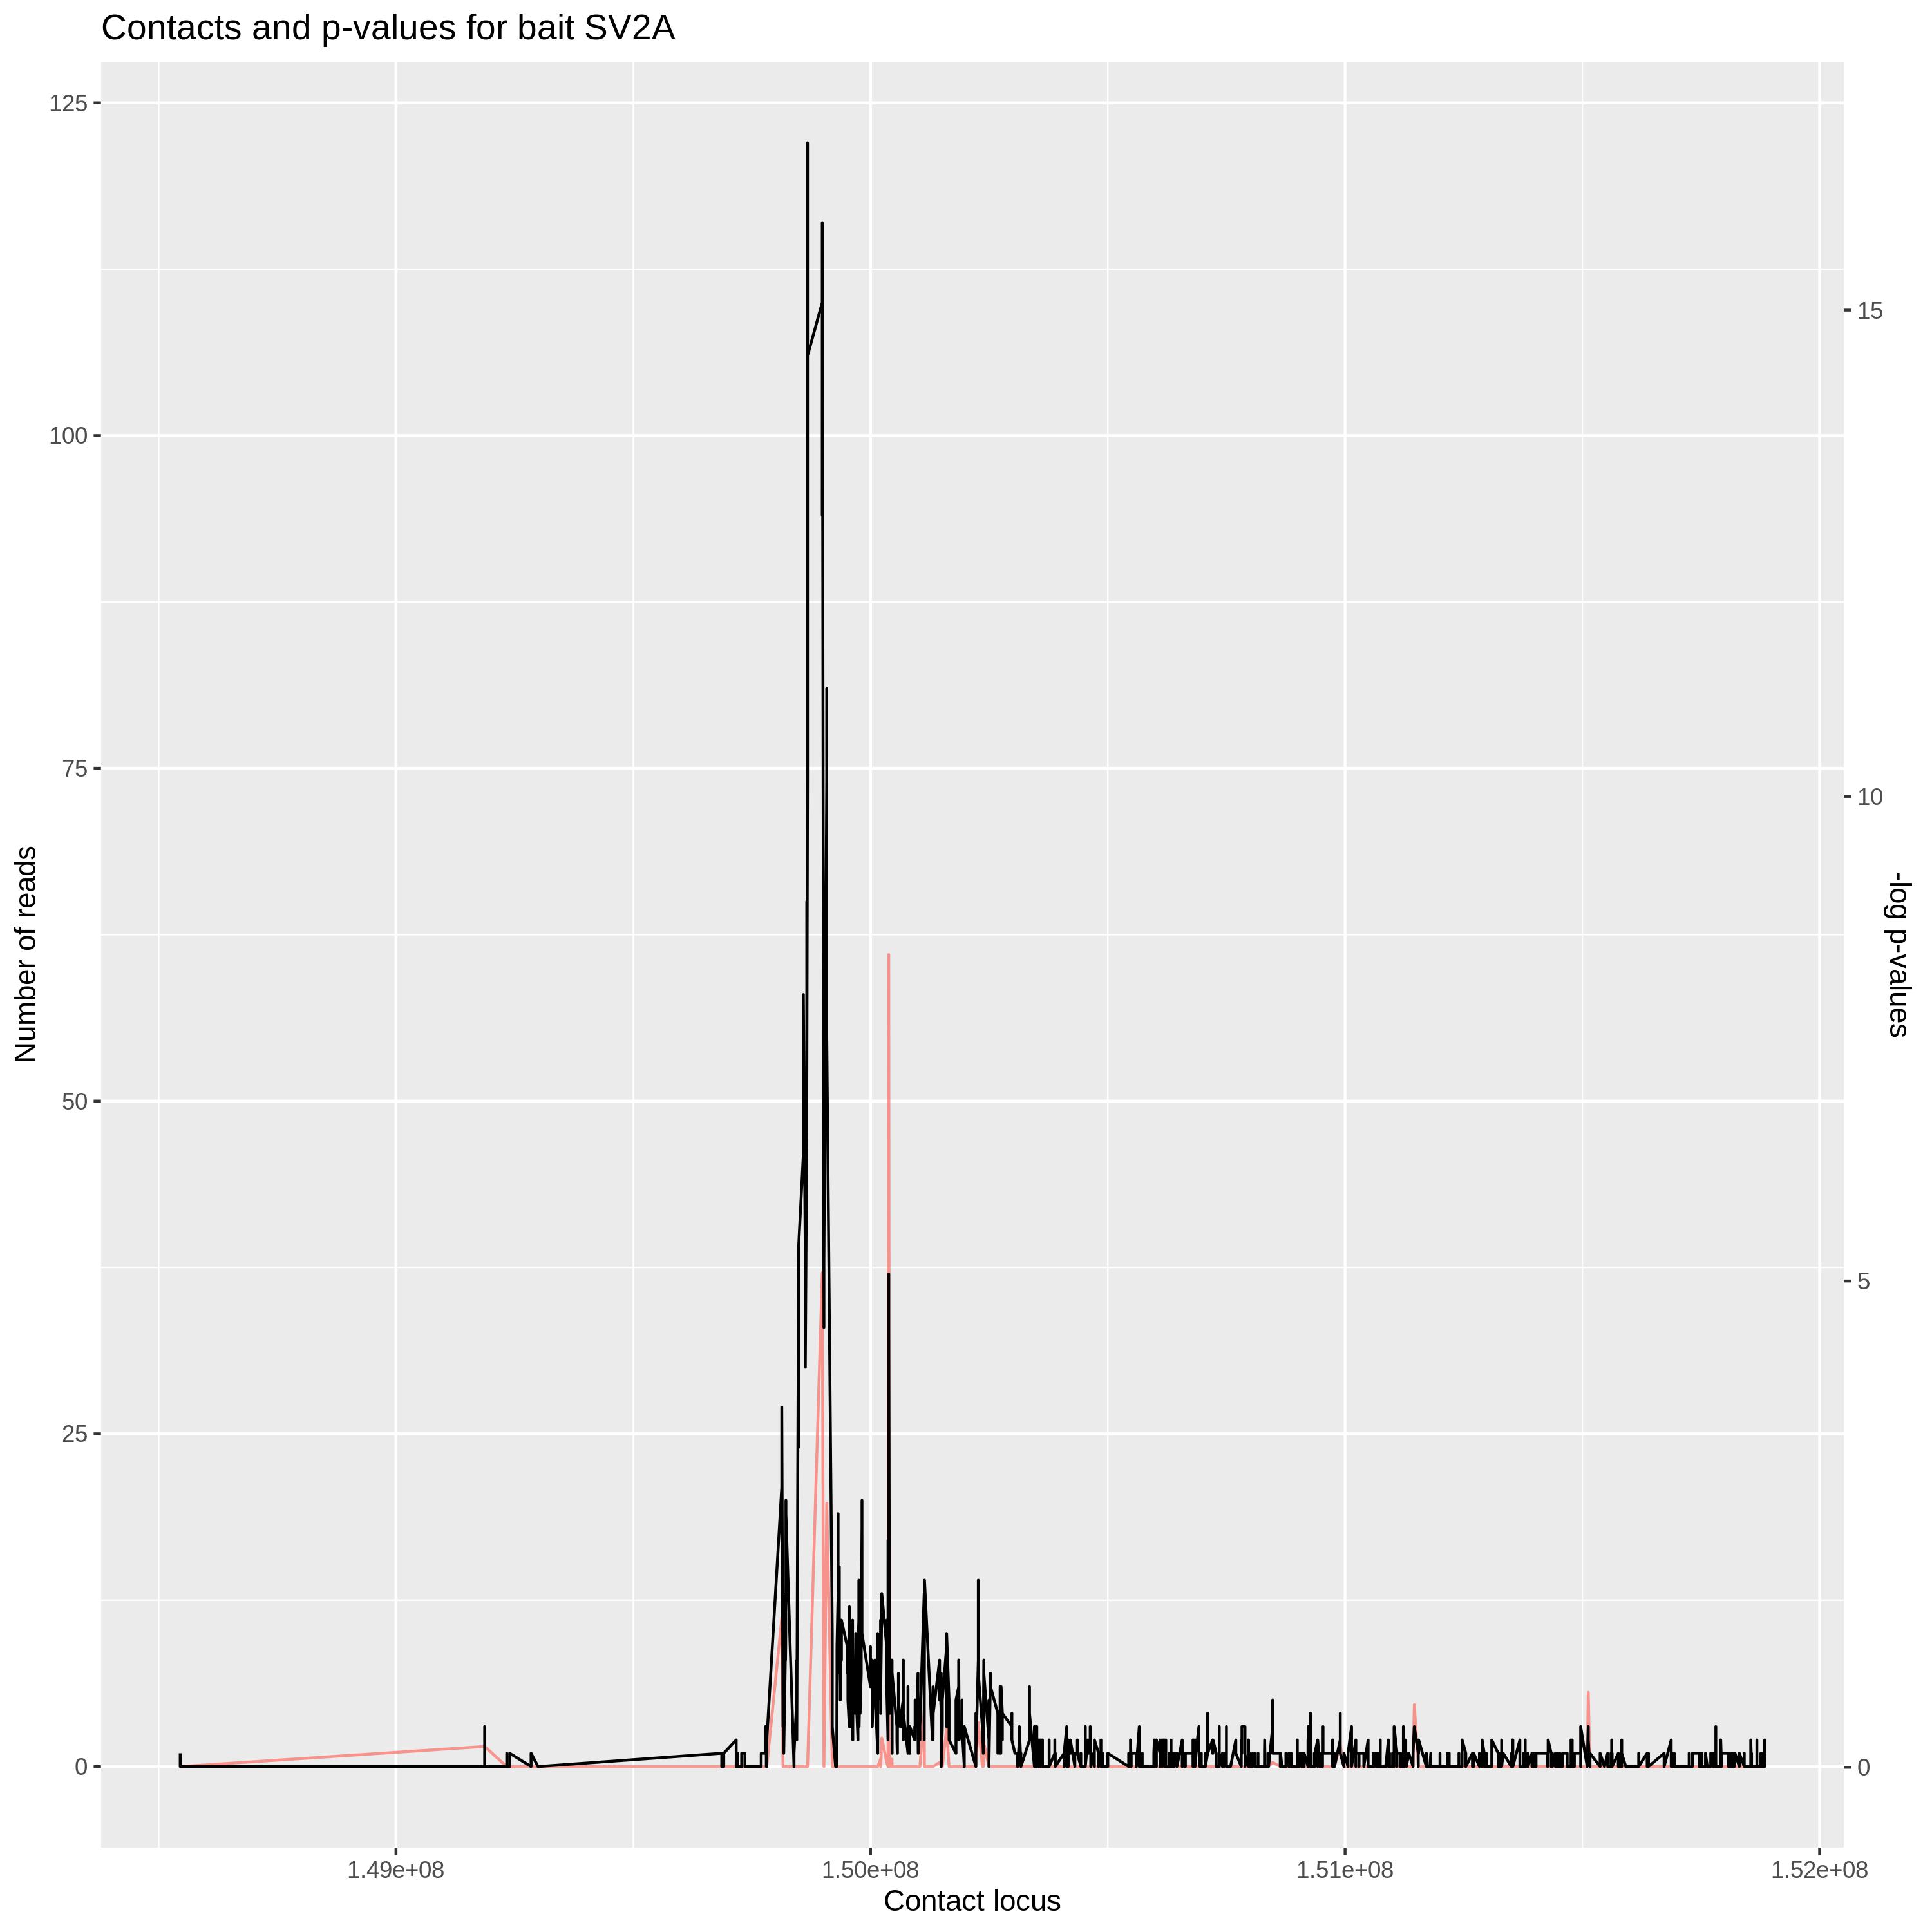 Contacts and p-values for bait SV2A
125
100
75
50
25
0
Number of reads
15
10
5
0
-log p-values
1.49e+08
1.50e+08
1.51e+08
1.52e+08
Contact locus